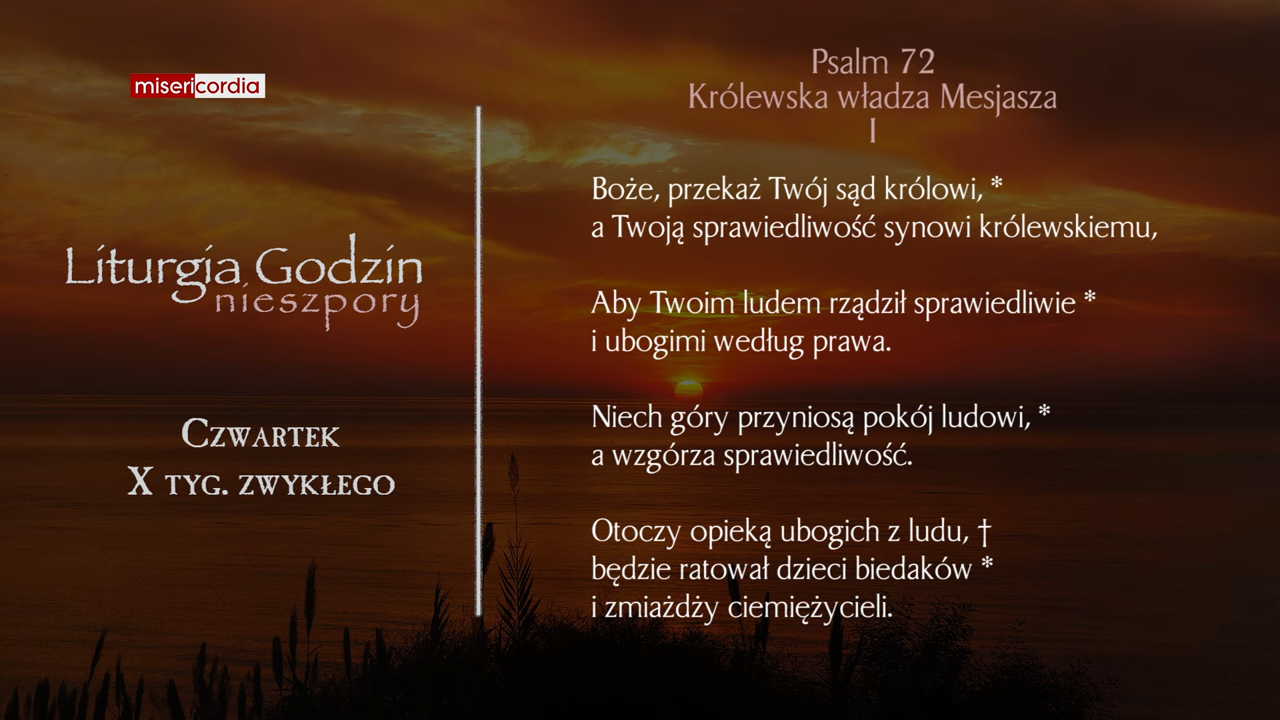 misericordia
Liturgia Godzin
nieszpory
Czwartek
X tyg. zwykłego
Psalm 72
Królewska władza Mesjasza
I
Boże, przekaż Twój sąd królowi, *
a Twoją sprawiedliwość synowi królewskiemu,
Aby Twoim ludem rządził sprawiedliwie *
i ubogimi według prawa.
Niech góry przyniosą pokój ludowi, *
a wzgórza sprawiedliwość.
Otoczy opieką ubogich z ludu, †
będzie ratował dzieci biedaków *
i zmiażdży ciemiężycieli.